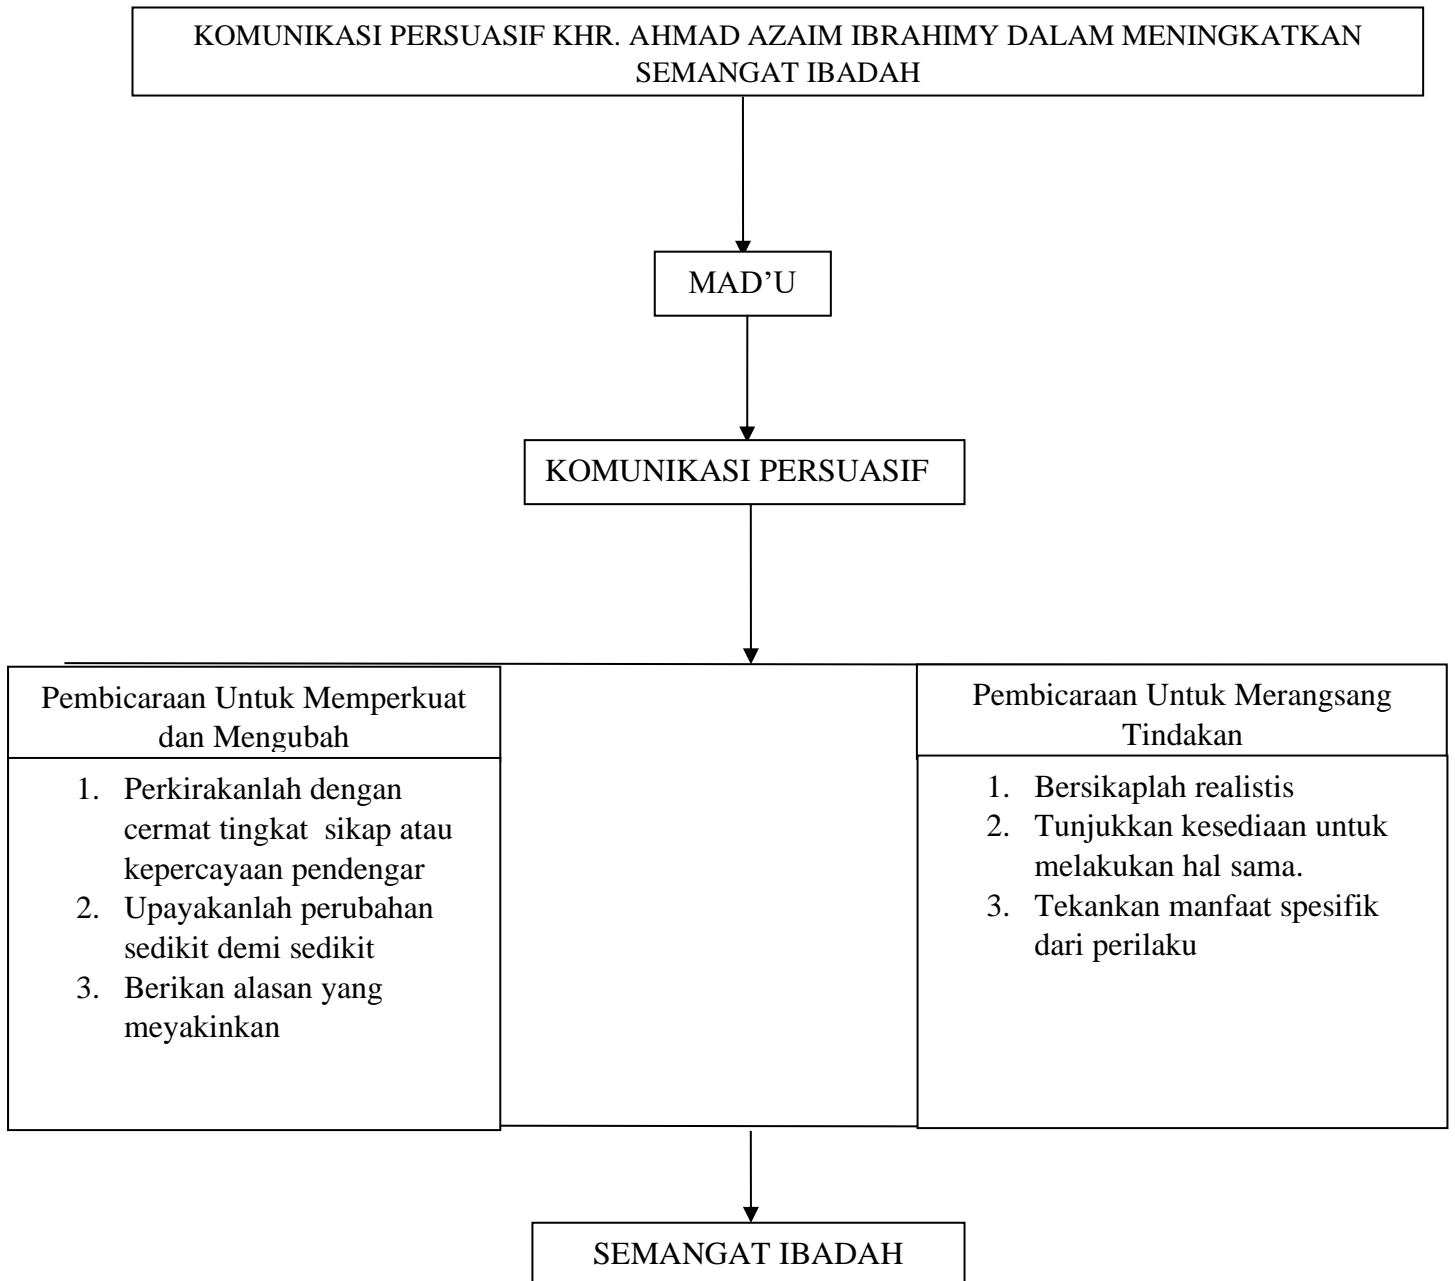 KOMUNIKASI PERSUASIF KHR. AHMAD AZAIM IBRAHIMY DALAM MENINGKATKAN
SEMANGAT IBADAH
MAD’U
KOMUNIKASI PERSUASIF
Pembicaraan Untuk Memperkuat
dan Mengubah
1. Perkirakanlah dengan
cermat tingkat sikap atau
kepercayaan pendengar
2. Upayakanlah perubahan
sedikit demi sedikit
3. Berikan alasan yang
meyakinkan
Pembicaraan Untuk Merangsang
Tindakan
1. Bersikaplah realistis
2. Tunjukkan kesediaan untuk
melakukan hal sama.
3. Tekankan manfaat spesifik
dari perilaku
SEMANGAT IBADAH